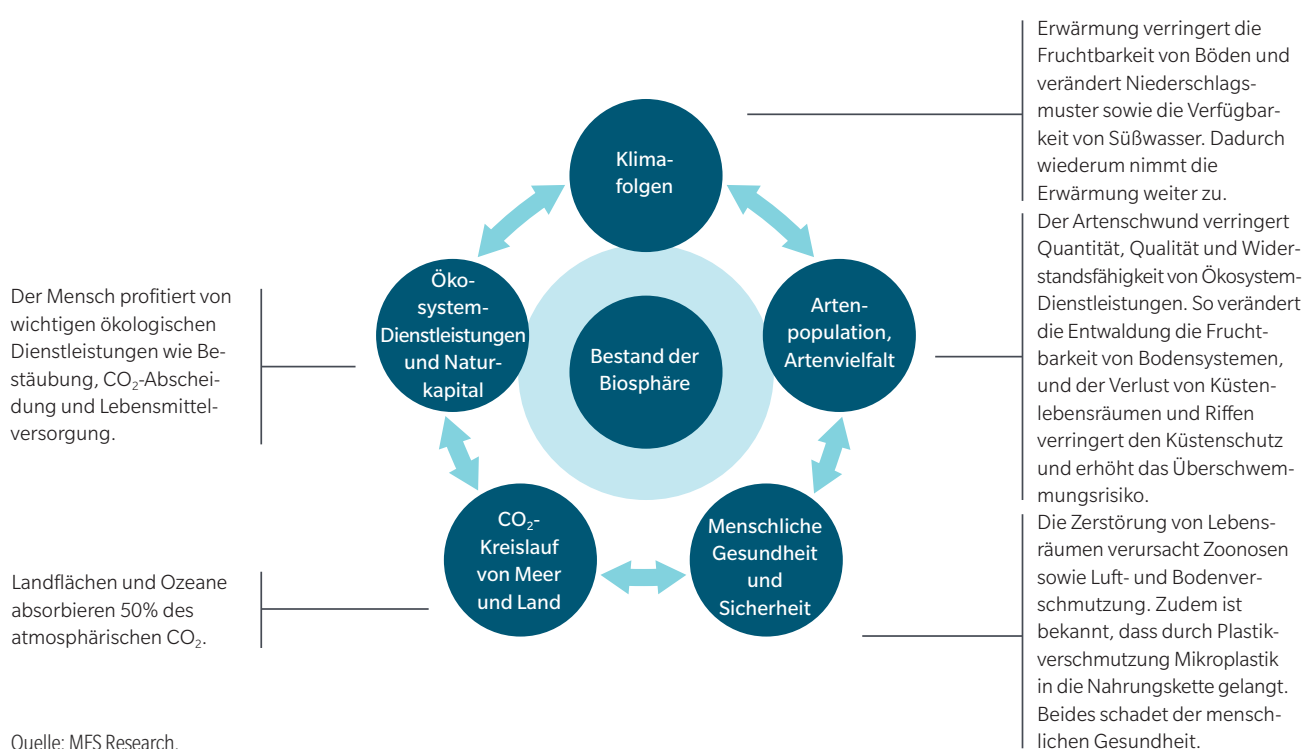 Erwärmung verringert die
Fruchtbarkeit von Böden und
verändert Niederschlags-
muster sowie die Verfügbar-
keit von Süßwasser. Dadurch
wiederum nimmt die
Erwärmung weiter zu.
Klima-
folgen
Der Artenschwund verringert
Quantität, Qualität und Wider-
standsfähigkeit von Ökosystem-
Dienstleistungen. So verändert
die Entwaldung die Frucht-
barkeit von Bodensystemen,
und der Verlust von Küsten-
lebensräumen und Riffen
verringert den Küstenschutz
und erhöht das Überschwem-
mungsrisiko.
Öko-
system-
Dienstleistungen
und Natur-
kapital
Arten-
population,
Artenvielfalt
Bestand der
Biosphäre
Der Mensch profitiert von
wichtigen ökologischen
Dienstleistungen wie Be-
stäubung, CO₂-Abschei-
dung und Lebensmittel-
versorgung.
CO₂-
Kreislauf
von Meer
und Land
Menschliche
Gesundheit
und
Sicherheit
Die Zerstörung von Lebens-
räumen verursacht Zoonosen
sowie Luft- und Bodenver-
schmutzung. Zudem ist
bekannt, dass durch Plastik-
verschmutzung Mikroplastik
in die Nahrungskette gelangt.
Beides schadet der mensch-
lichen Gesundheit.
Landflächen und Ozeane
absorbieren 50% des
atmosphärischen CO₂.
Quelle: MFS Research.